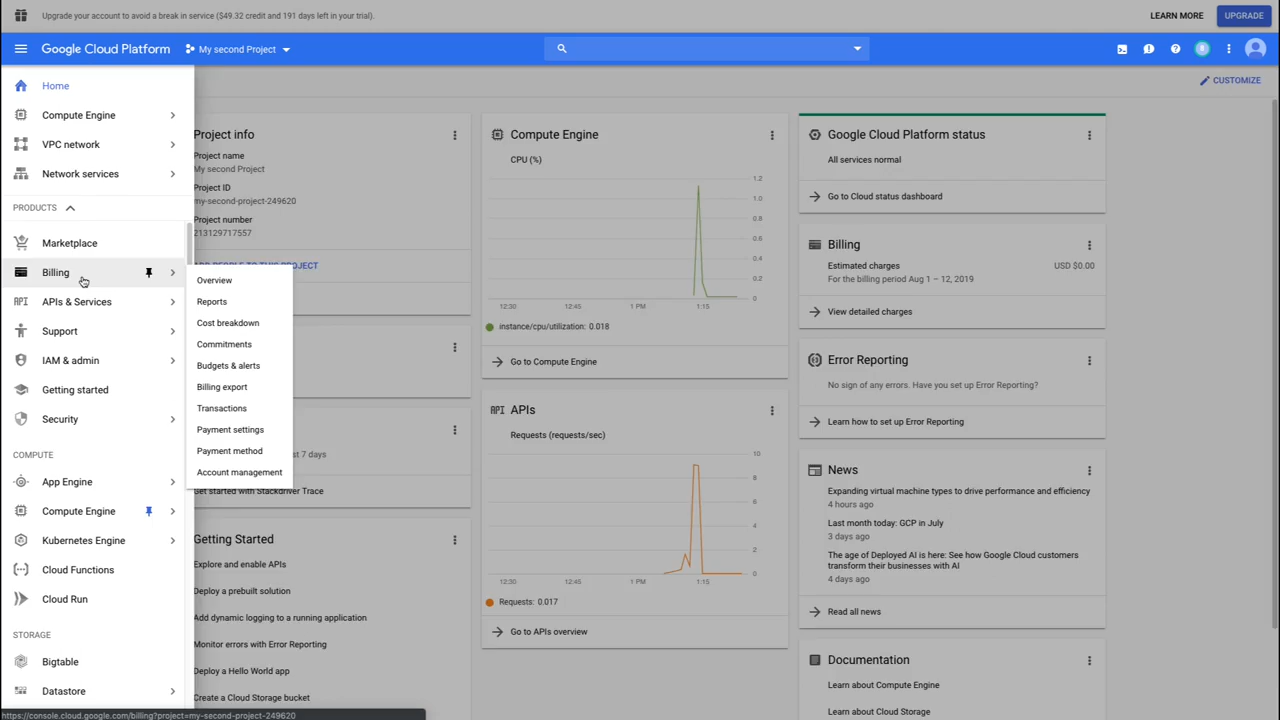 Upgrade your account to avoid a break in service ($49.32 credit and 191 days left in your trial).
LEARN MORE
UPGRADE
Google Cloud Platform
My second Project
CUSTOMIZE
Home
Compute Engine
VPC network
Network services
PRODUCTS
Marketplace
Billing
APIs & Services
Support
IAM & admin
Getting started
Security
COMPUTE
App Engine
Compute Engine
Kubernetes Engine
Cloud Functions
Cloud Run
STORAGE
Bigtable
Datastore
https://console.cloud.google.com/billing?project=my-second-project-249620
Overview
Reports
Cost breakdown
Commitments
Budgets & alerts
Billing export
Transactions
Payment settings
Payment method
Account management
Project info
Project name
My second Project
Project ID
my-second-project-249620
Project number
213129717557
PROJECT
st 7 days
Get started with Stackdriver Trace
Getting Started
Explore and enable APIs
Deploy a prebuilt solution
Add dynamic logging to a running application
Monitor errors with Error Reporting
Deploy a Hello World app
Create a Cloud Storage bucket
Compute Engine
CPU (%)
1.2
1.0
0.8
0.6
0.4
0.2
0
12:30 12:45 1 PM 1:15
instance/cpu/utilization: 0.018
Go to Compute Engine
APIs
Requests (requests/sec)
10
8
6
4
2
0
12:30 12:45 1 PM 1:15
Requests: 0.017
Go to APIs overview
Google Cloud Platform status
All services normal
Go to Cloud status dashboard
Billing
Estimated charges USD $0.00
For the billing period Aug 1 – 12, 2019
View detailed charges
Error Reporting
No sign of any errors. Have you set up Error Reporting?
Learn how to set up Error Reporting
News
Expanding virtual machine types to drive performance and efficiency
4 hours ago
Last month today: GCP in July
3 days ago
The age of Deployed AI is here: See how Google Cloud customers
transform their businesses with AI
4 days ago
Read all news
Documentation
Learn about Compute Engine
Learn about Cloud Storage